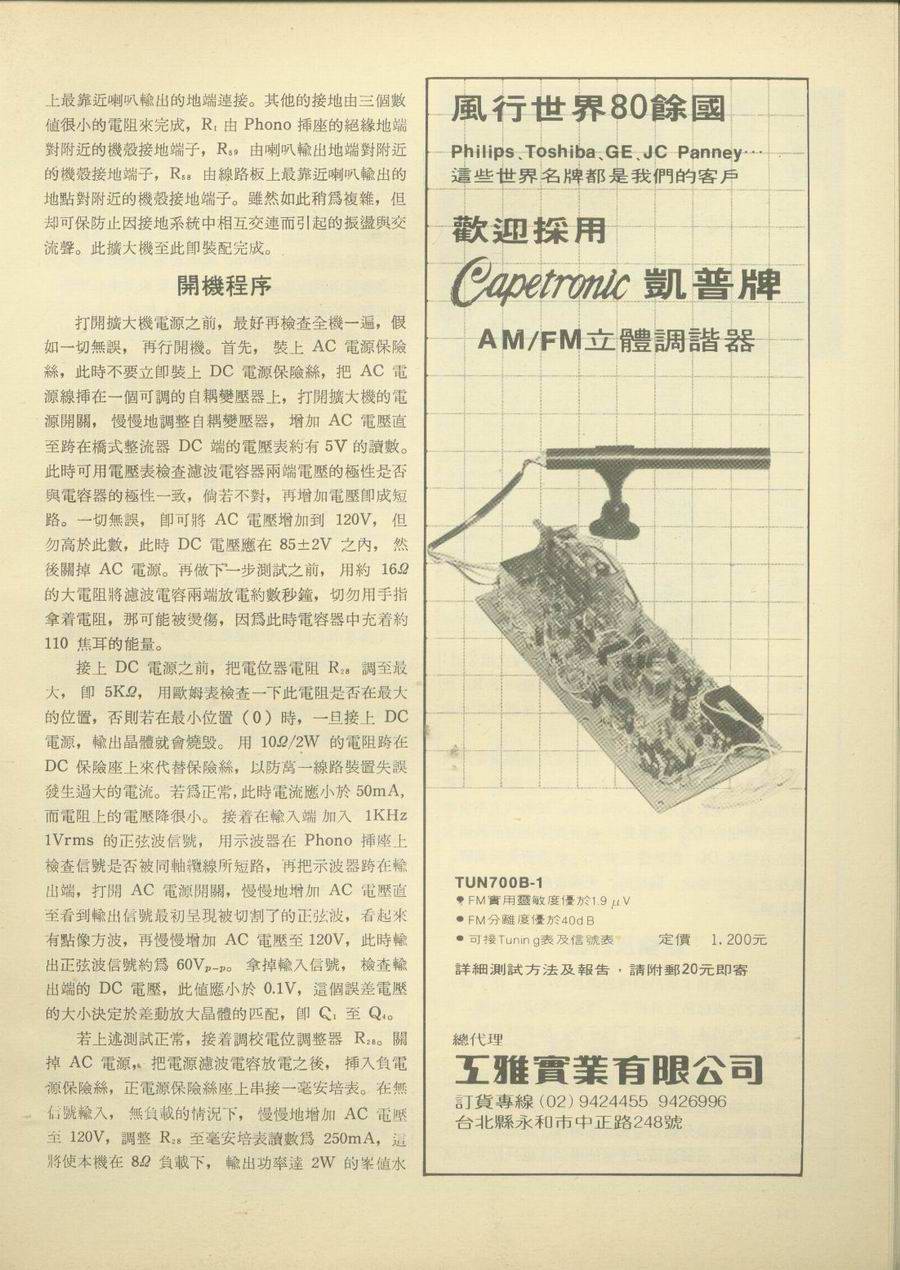 上最靠近喇叭輸出的地端連接。其他的接地由三個數
值很小的電阻來完成，R₁ 由 Phono 插座的絕緣地端
對附近的機殼接地端子，R₅₉ 由喇叭輸出地端對附近
的機殼接地端子，R₅₈ 由線路板上最靠近喇叭輸出的
地點對附近的機殼接地端子。雖然如此稍爲複雜，但
却可保防止因接地系統中相互交連而引起的振盪與交
流聲。此擴大機至此卽裝配完成。
開機程序
打開擴大機電源之前，最好再檢查全機一遍，假
如一切無誤，再行開機。首先，裝上 AC 電源保險
絲，此時不要立卽裝上 DC 電源保險絲，把 AC 電
源線揷在一個可調的自耦變壓器上，打開擴大機的電
源開關，慢慢地調整自耦變壓器，增加 AC 電壓直
至跨在橋式整流器 DC 端的電壓表約有 5V 的讀數。
此時可用電壓表檢查濾波電容器兩端電壓的極性是否
與電容器的極性一致，倘若不對，再增加電壓卽成短
路。一切無誤，卽可將 AC 電壓增加到 120V，但
勿高於此數，此時 DC 電壓應在 85±2V 之內，然
後關掉 AC 電源。再做下一步測試之前，用約 16Ω
的大電阻將濾波電容兩端放電約數秒鐘，切勿用手指
拿着電阻，那可能被燙傷，因爲此時電容器中充着約
110 焦耳的能量。
接上 DC 電源之前，把電位器電阻 R₂₈ 調至最
大，卽 5KΩ，用歐姆表檢查一下此電阻是否在最大
的位置，否則若在最小位置（0）時，一旦接上 DC
電源，輸出晶體就會燒毀。用 10Ω/2W 的電阻跨在
DC 保險座上來代替保險絲，以防萬一線路裝置失誤
發生過大的電流。若爲正常，此時電流應小於 50mA，
而電阻上的電壓降很小。接着在輸入端加入 1KHz
1Vrms 的正弦波信號，用示波器在 Phono 揷座上
檢查信號是否被同軸纜線所短路，再把示波器跨在輸
出端，打開 AC 電源開關，慢慢地增加 AC 電壓直
至看到輸出信號最初呈現被切割了的正弦波，看起來
有點像方波，再慢慢增加 AC 電壓至 120V，此時輸
出正弦波信號約爲 60Vₚ₋ₚ。拿掉輸入信號，檢查輸
出端的 DC 電壓，此值應小於 0.1V，這個誤差電壓
的大小決定於差動放大晶體的匹配，卽 Q₁ 至 Q₄。
若上述測試正常，接着調校電位調整器 R₂₈。關
掉 AC 電源，把電源濾波電容放電之後，揷入負電
源保險絲，正電源保險絲座上串接一毫安培表。在無
信號輸入，無負載的情況下，慢慢地增加 AC 電壓
至 120V，調整 R₂₈ 至毫安培表讀數爲 250mA，這
將使本機在 8Ω 負載下，輸出功率達 2W 的峯値水
風行世界80餘國
Philips、Toshiba、GE、JC Panney…
這些世界名牌都是我們的客戶
歡迎採用
Capetronic 凱普牌
AM/FM立體調諧器
TUN700B-1
●FM實用靈敏度優於1.9 μV
●FM分離度優於40dB
●可接Tuning表及信號表 定價 1.200元
詳細測試方法及報告，請附郵20元即寄
總代理
工雅實業有限公司
訂貨專線(02) 9424455 9426996
台北縣永和市中正路248號